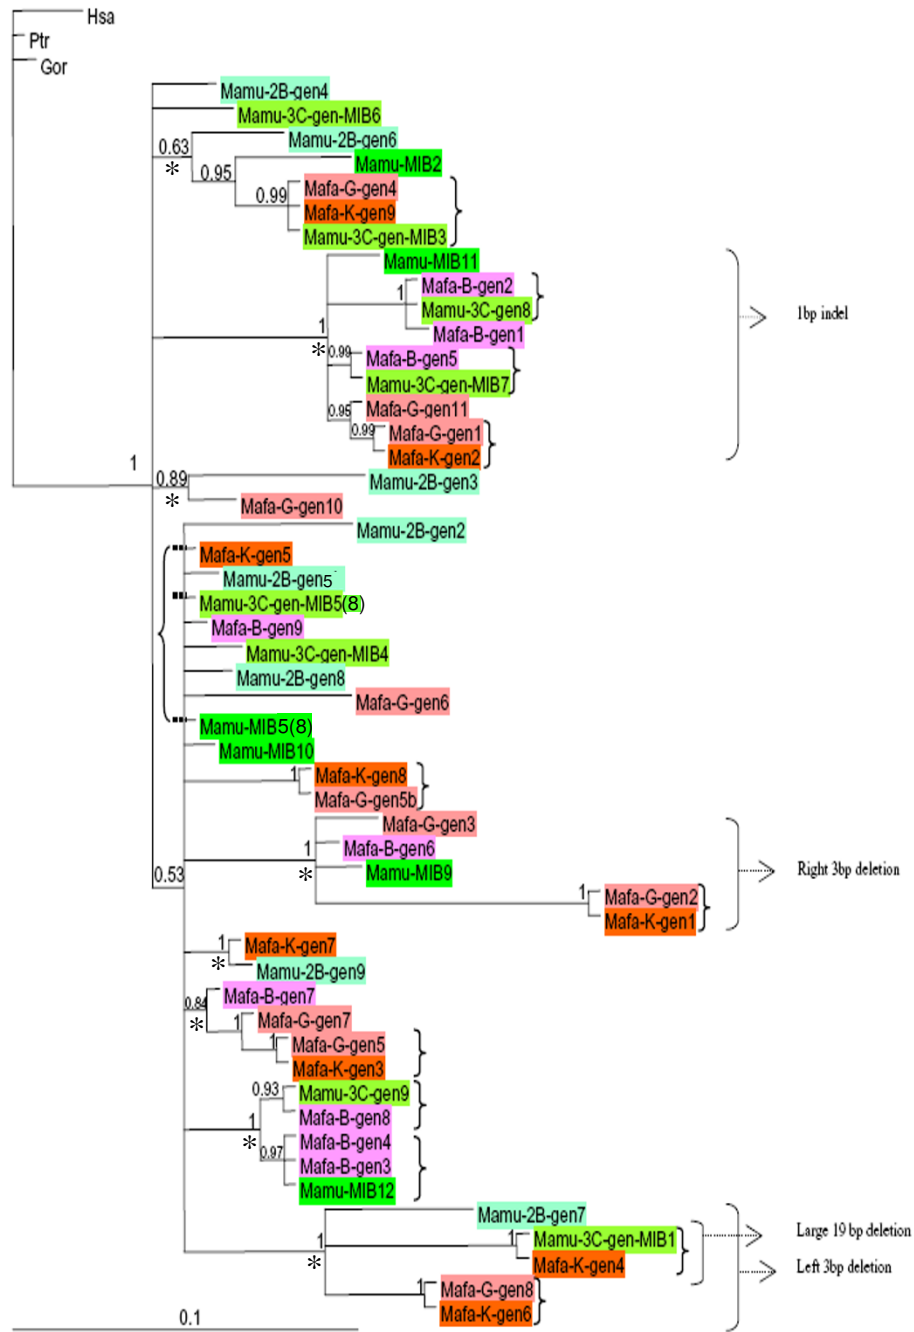 Hsa
Ptr
Gor
Mamu-2B-gen4
Mamu-3C-gen-MIB6
Mamu-2B-gen6
0.63
*
Mamu-MIB2
0.95
Mafa-G-gen4
0.99
Mafa-K-gen9
Mamu-3C-gen-MIB3
Mamu-MIB11
Mafa-B-gen2
1
Mamu-3C-gen8
1bp indel
1
Mafa-B-gen1
*
0.99
Mafa-B-gen5
Mamu-3C-gen-MIB7
0.95
Mafa-G-gen11
0.99
Mafa-G-gen1
Mafa-K-gen2
1
0.89
Mamu-2B-gen3
*
Mafa-G-gen10
Mamu-2B-gen2
Mafa-K-gen5
Mamu-2B-gen5
Mamu-3C-gen-MIB5(8)
Mafa-B-gen9
Mamu-3C-gen-MIB4
Mamu-2B-gen8
Mafa-G-gen6
Mamu-MIB5(8)
Mamu-MIB10
1
Mafa-K-gen8
Mafa-G-gen5b
Mafa-G-gen3
1
Mafa-B-gen6
*
Mamu-MIB9
Right 3bp deletion
0.53
1
Mafa-G-gen2
Mafa-K-gen1
1
Mafa-K-gen7
*
Mamu-2B-gen9
0.84
Mafa-B-gen7
*
1
Mafa-G-gen7
1
Mafa-G-gen5
Mafa-K-gen3
0.93
Mamu-3C-gen9
1
Mafa-B-gen8
*
Mafa-B-gen4
0.97
Mafa-B-gen3
Mamu-MIB12
Mamu-2B-gen7
Large 19 bp deletion
1
1
Mamu-3C-gen-MIB1
*
Mafa-K-gen4
Left 3bp deletion
1
Mafa-G-gen8
Mafa-K-gen6
0.1